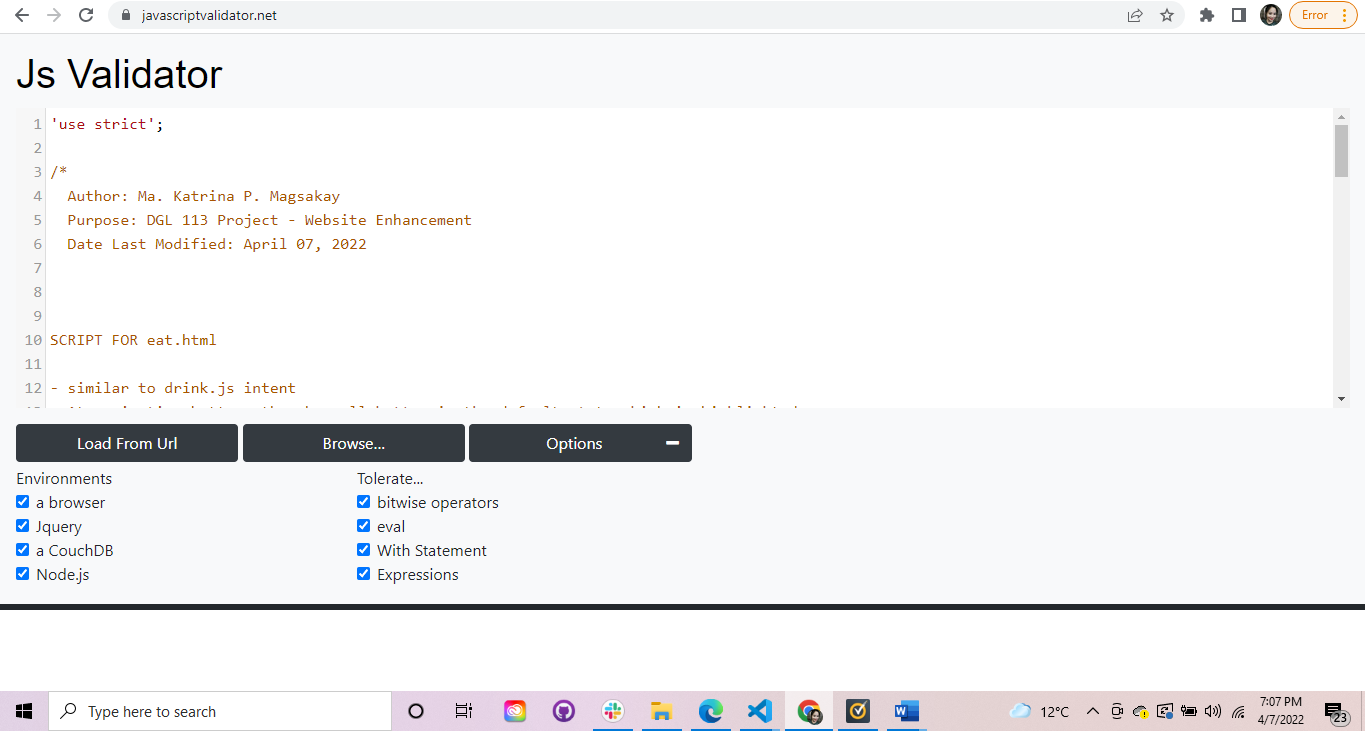 javascriptvalidator.net
Error
Js Validator
1 'use strict';
2
3 /*
4 Author: Ma. Katrina P. Magsakay
5 Purpose: DGL 113 Project - Website Enhancement
6 Date Last Modified: April 07, 2022
7
8
9
10 SCRIPT FOR eat.html
11
12 - similar to drink.js intent
Load From Url Browse... Options
Environments Tolerate...
a browser bitwise operators
Jquery eval
a CouchDB With Statement
Node.js Expressions
Type here to search
12°C
7:07 PM
4/7/2022
23